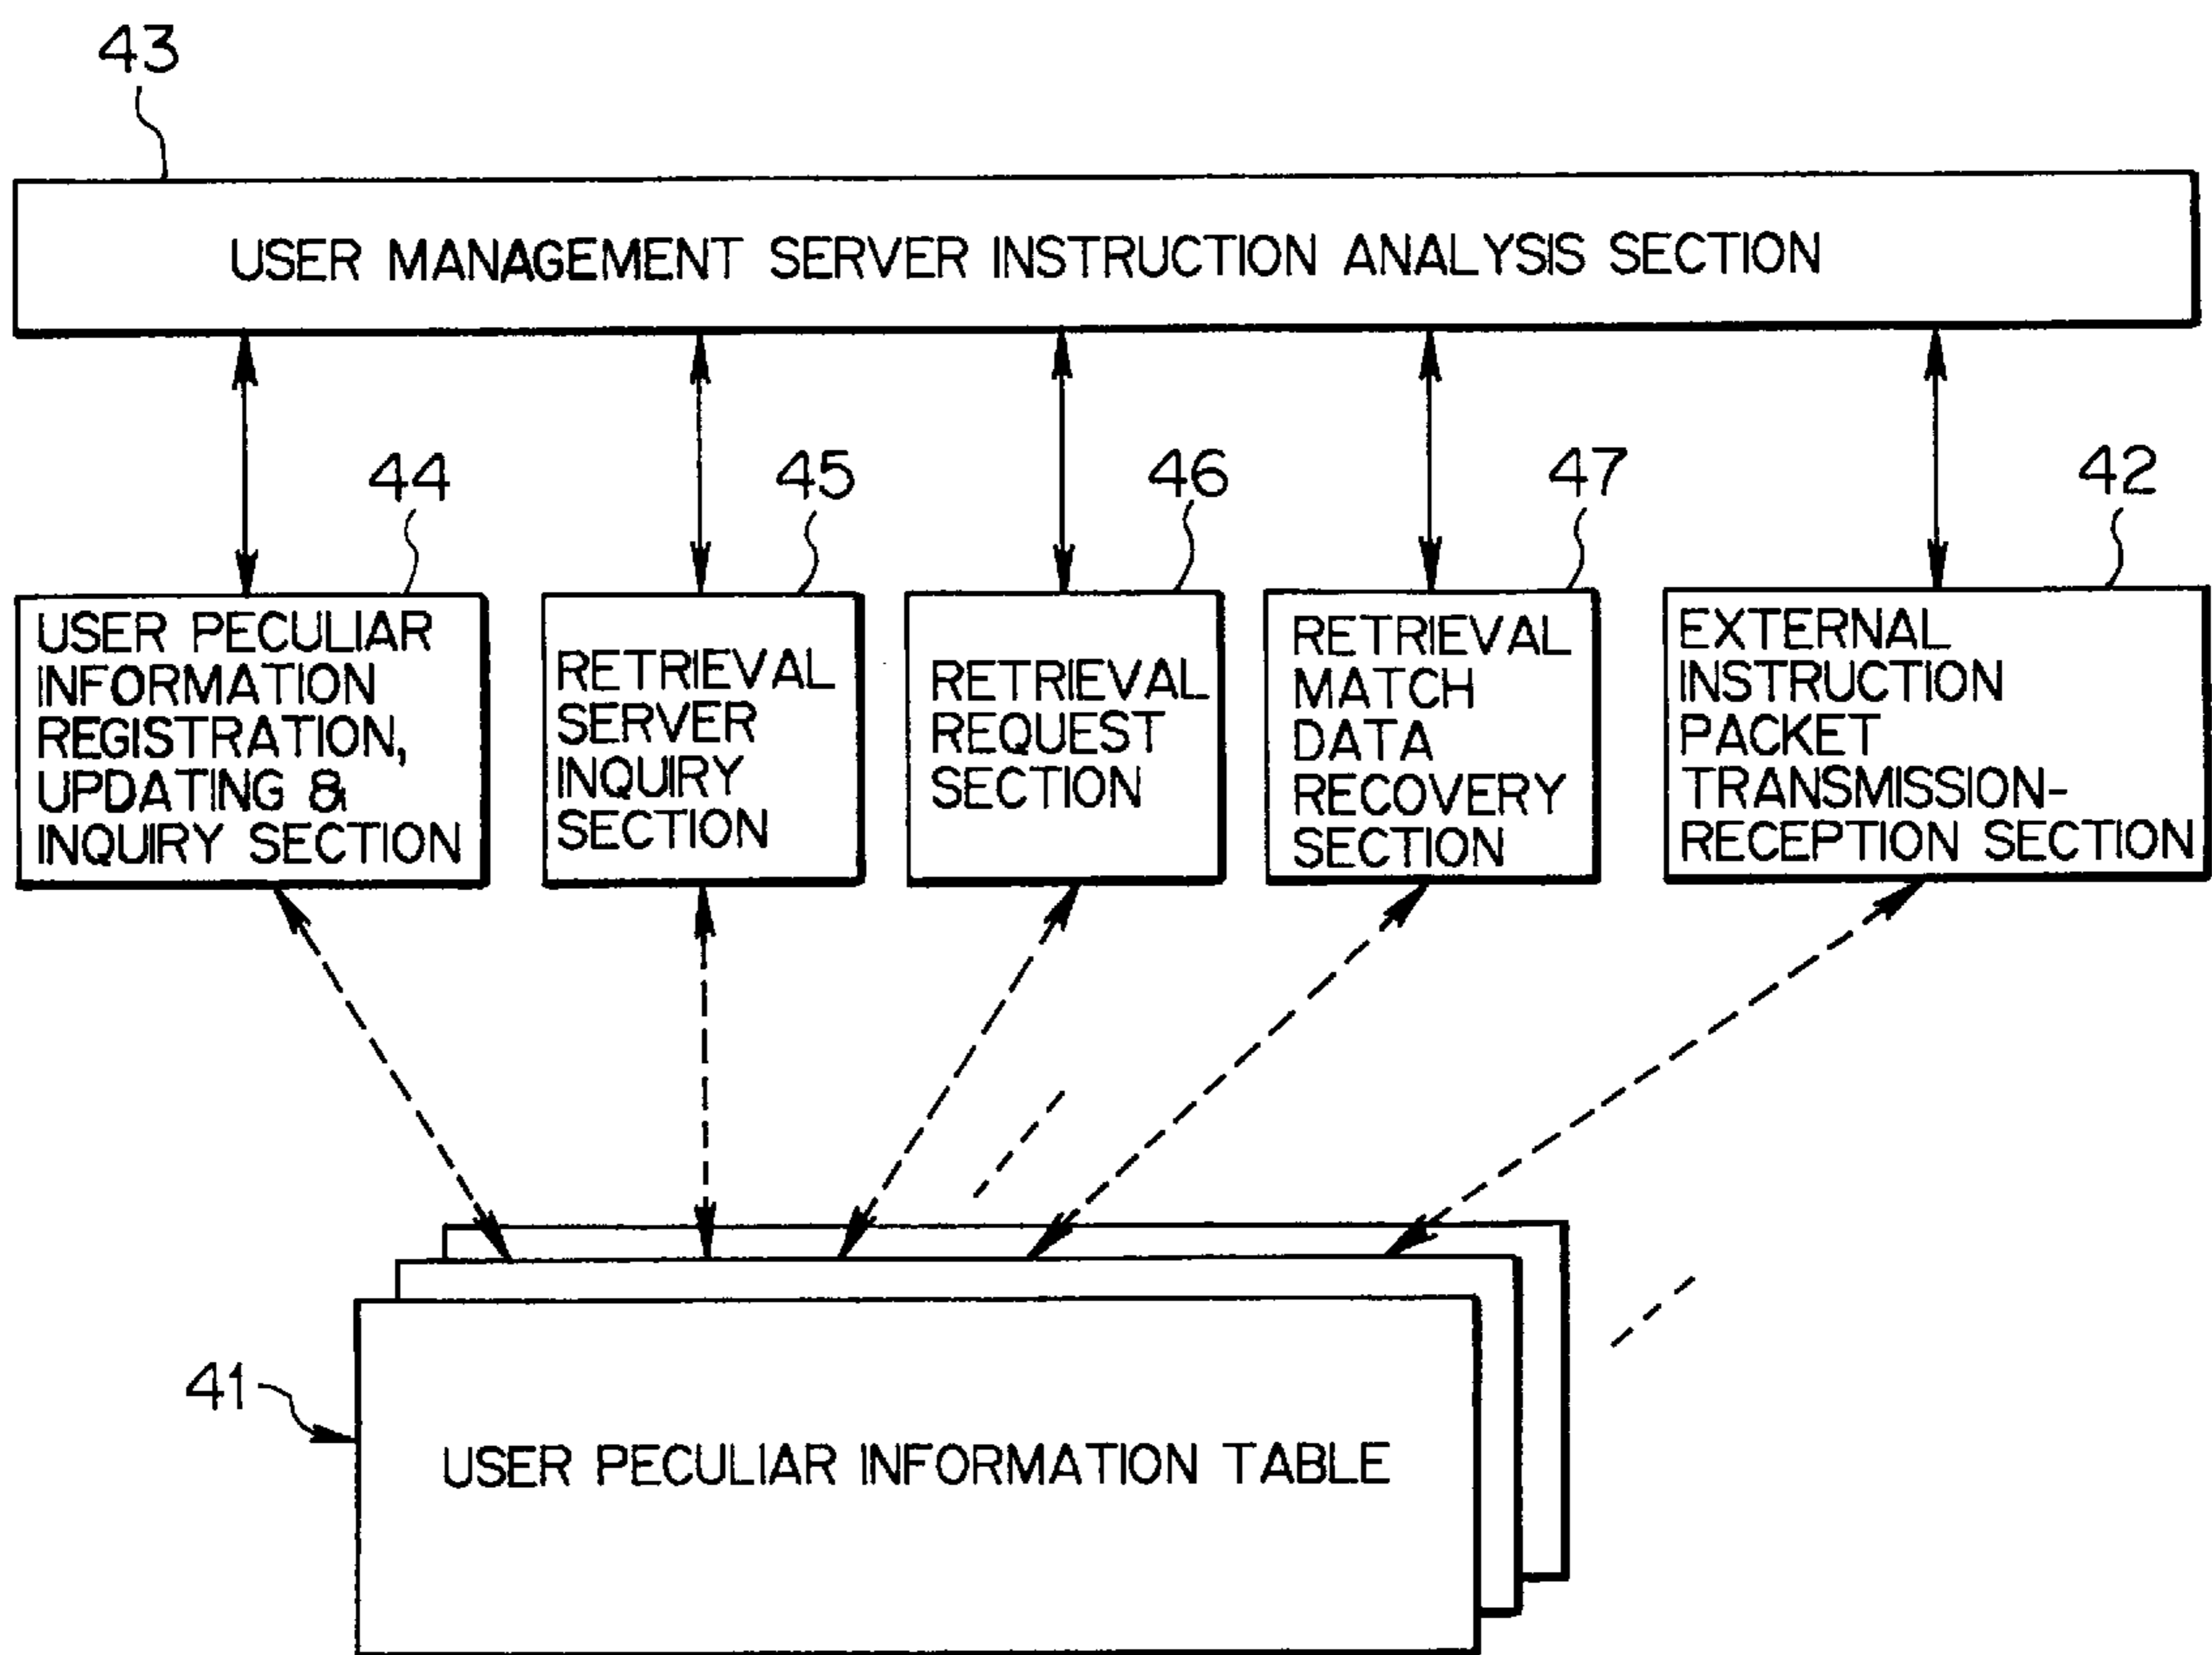 43
USER MANAGEMENT SERVER INSTRUCTION ANALYSIS SECTION
44
45
46
47
42
USER PECULIAR
INFORMATION
REGISTRATION,
UPDATING &
INQUIRY SECTION
RETRIEVAL
SERVER
INQUIRY
SECTION
RETRIEVAL
REQUEST
SECTION
RETRIEVAL
MATCH
DATA
RECOVERY
SECTION
EXTERNAL
INSTRUCTION
PACKET
TRANSMISSION-
RECEPTION SECTION
41
USER PECULIAR INFORMATION TABLE